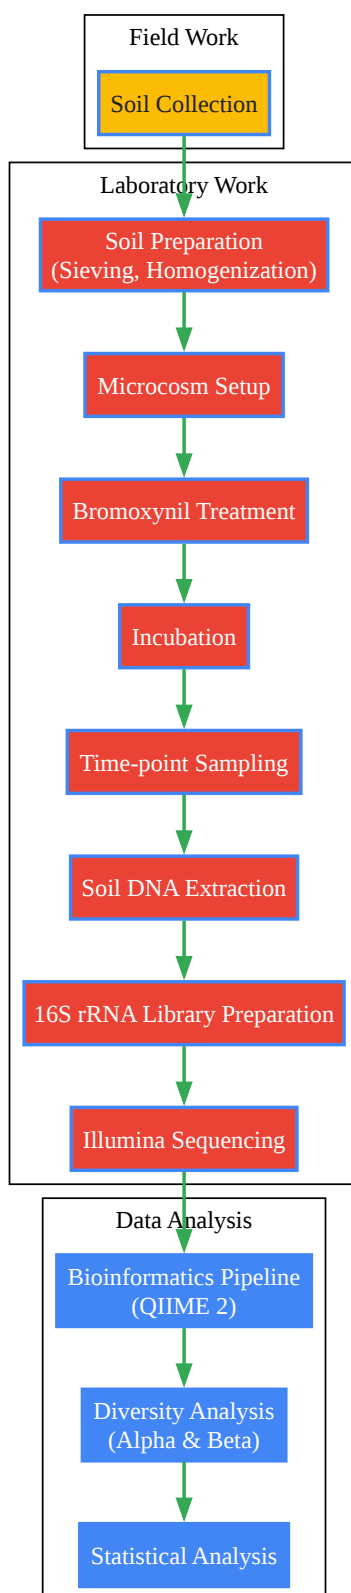 Field Work
Soil Collection
Laboratory Work
Soil Preparation
(Sieving, Homogenization)
Microcosm Setup
Bromoxynil Treatment
Incubation
Time-point Sampling
Soil DNA Extraction
16S rRNA Library Preparation
Illumina Sequencing
Data Analysis
Bioinformatics Pipeline
(QIIME 2)
Diversity Analysis
(Alpha & Beta)
Statistical Analysis